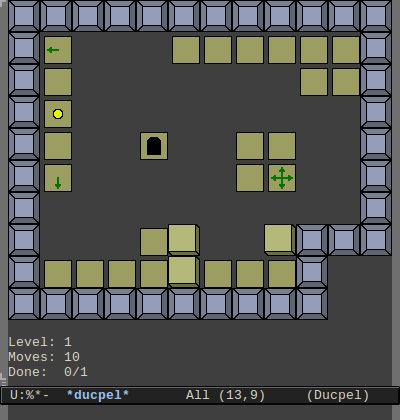 Level: 1
Moves: 10
Done:  0/1
U:%*-  *ducpel*       All (13,9)     (Ducpel)